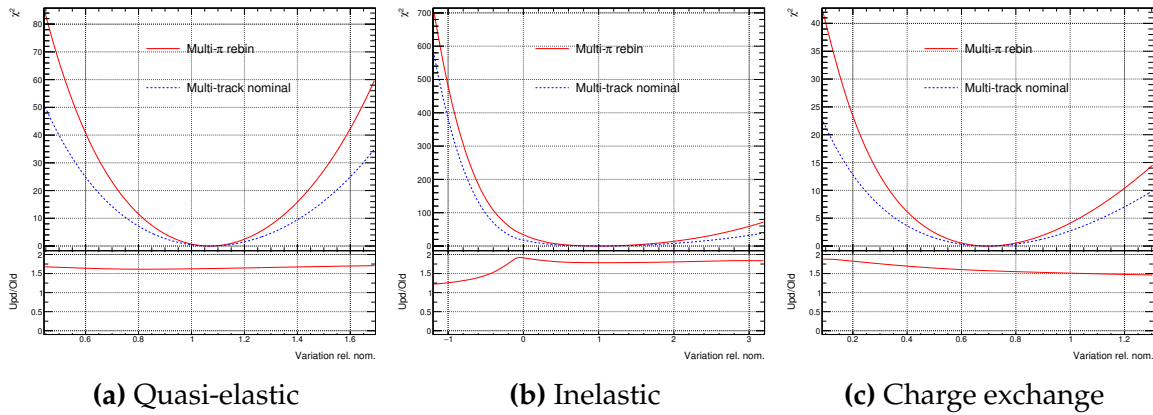 χ²
80
70
60
50
40
30
20
10
0
Multi-π rebin
Multi-track nominal
Upd/Old
2
1.5
1
0.5
0
0.6 0.8 1 1.2 1.4 1.6
Variation rel. nom.
(a) Quasi-elastic
χ²
700
600
500
400
300
200
100
0
Multi-π rebin
Multi-track nominal
Upd/Old
2
1.5
1
0.5
0
−1 0 1 2 3
Variation rel. nom.
(b) Inelastic
χ²
40
35
30
25
20
15
10
5
0
Multi-π rebin
Multi-track nominal
Upd/Old
2
1.5
1
0.5
0
0.2 0.4 0.6 0.8 1 1.2
Variation rel. nom.
(c) Charge exchange